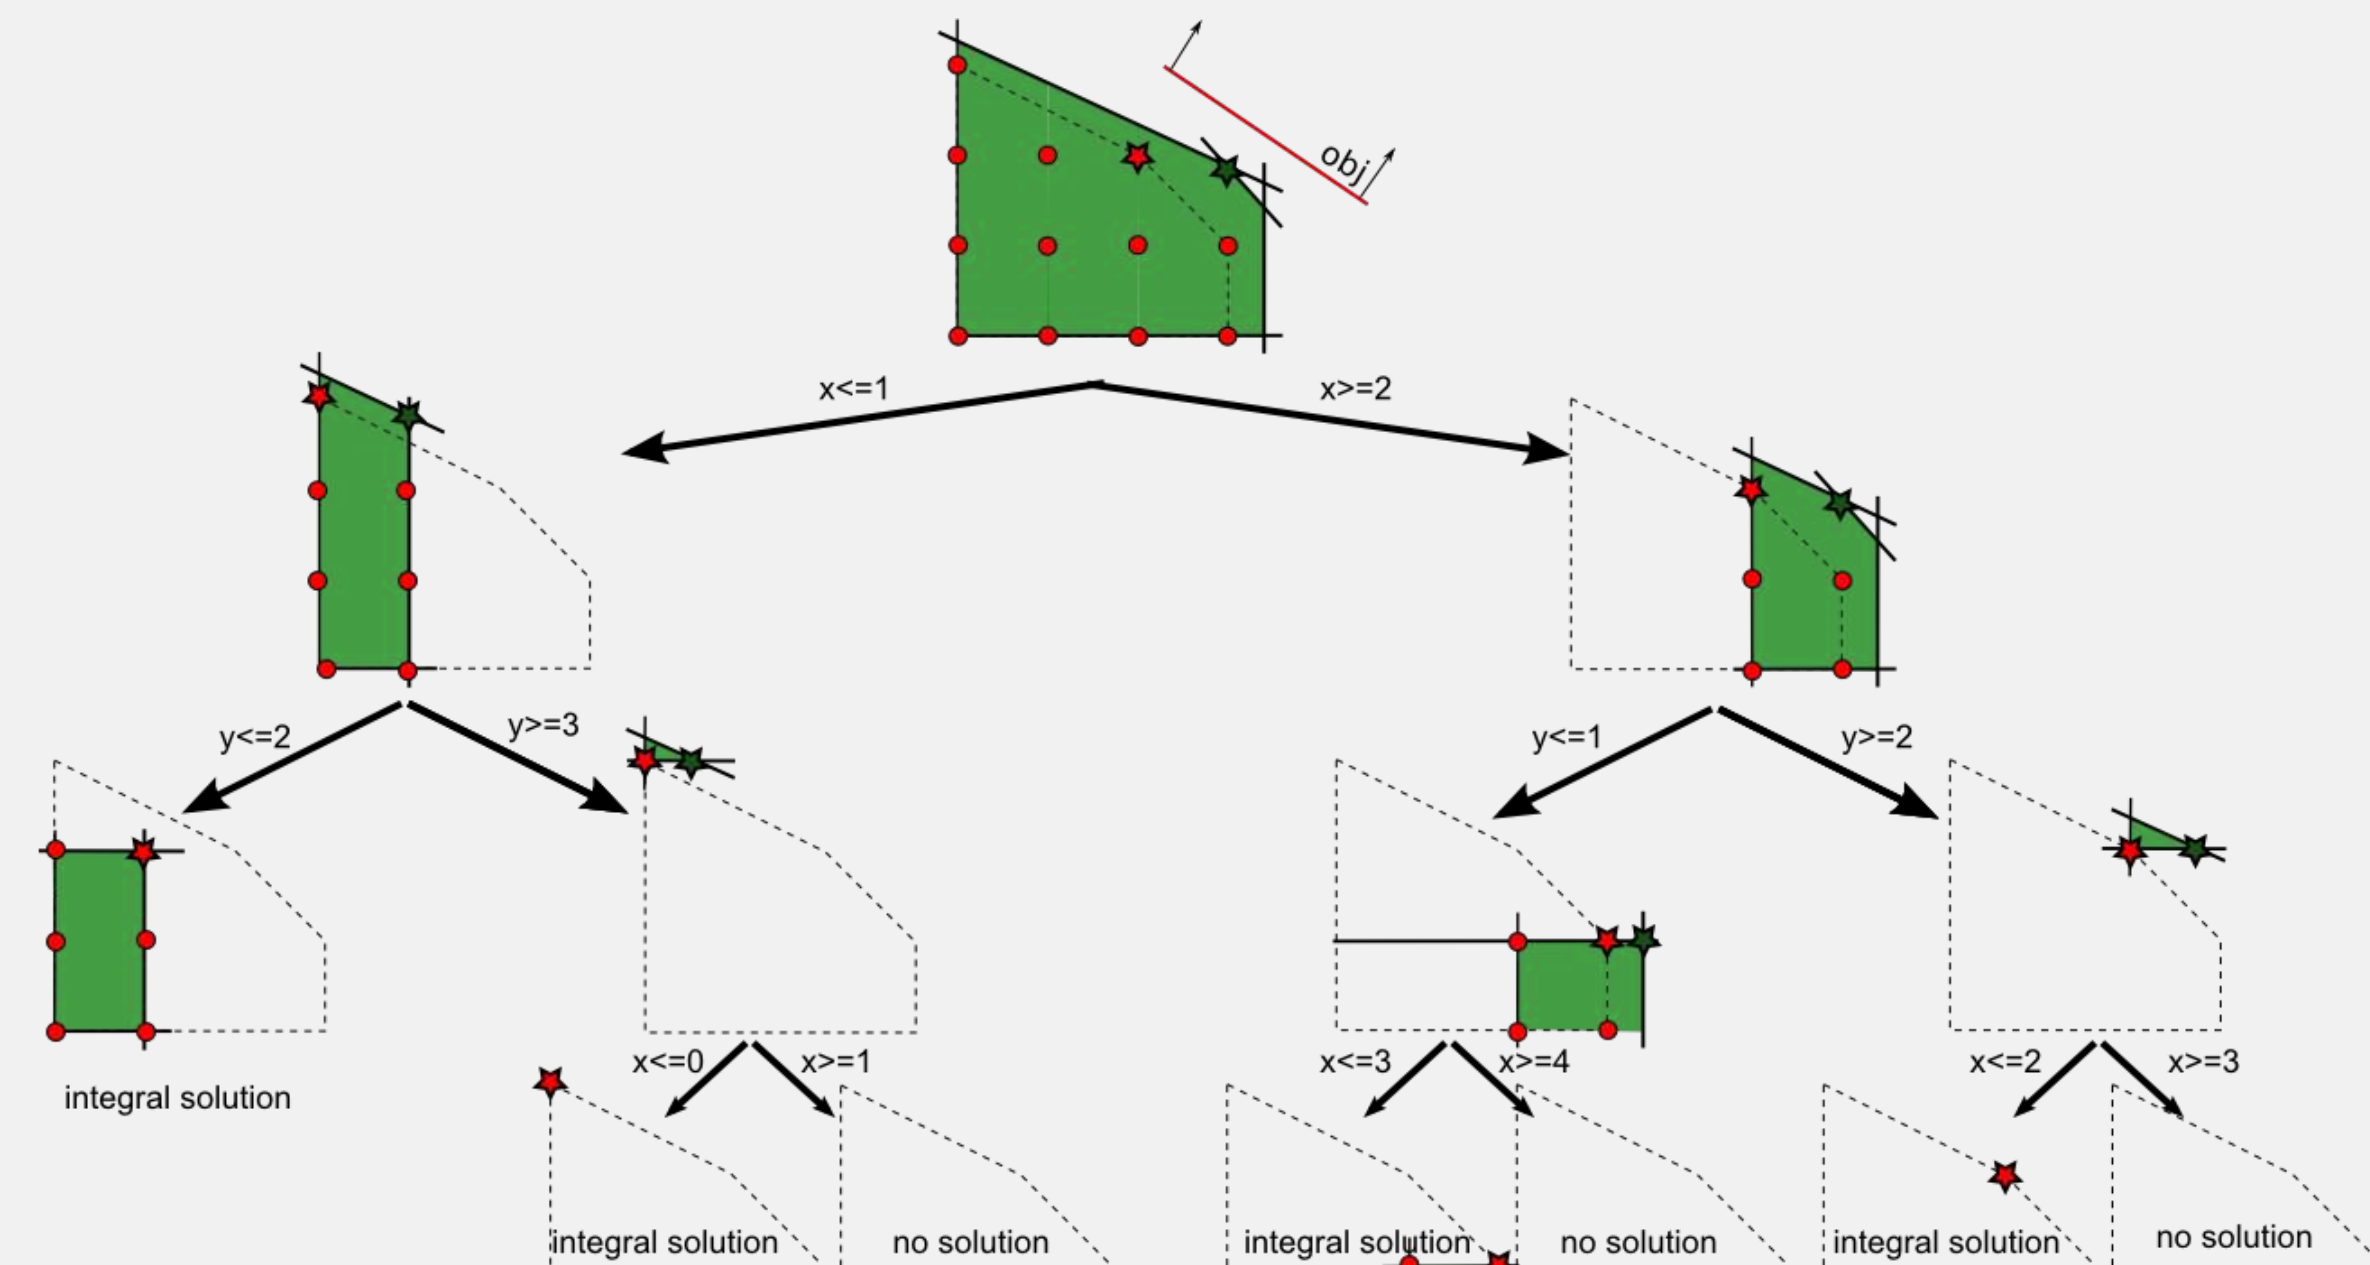 obj
x<=1
x>=2
y<=2
y>=3
y<=1
y>=2
x<=0
x>=1
x<=3
x>=4
x<=2
x>=3
integral solution
integral solution
no solution
integral solution
no solution
integral solution
no solution